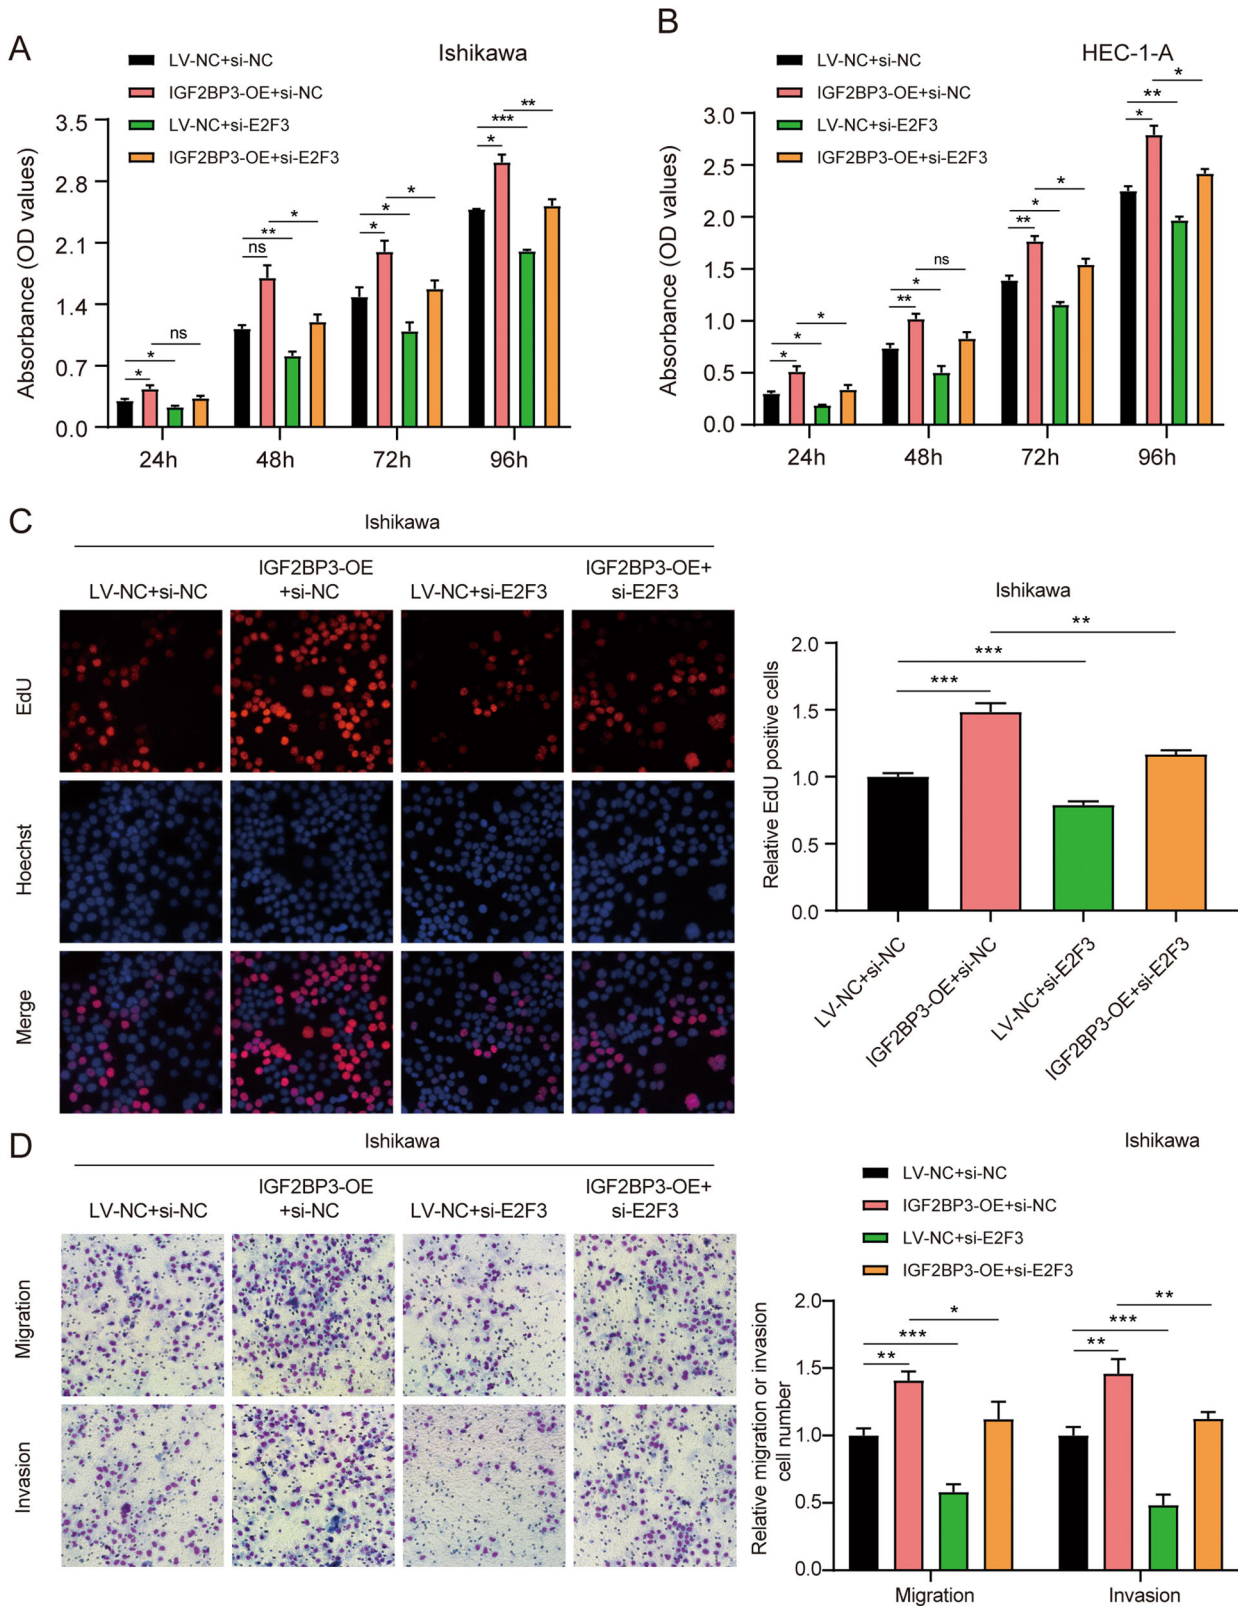 A
Ishikawa
LV-NC+si-NC
IGF2BP3-OE+si-NC
LV-NC+si-E2F3
IGF2BP3-OE+si-E2F3
Absorbance (OD values)
3.5
2.8
2.1
1.4
0.7
0.0
*
*
ns
ns
**
*
*
*
*
*
***
**
24h
48h
72h
96h
B
HEC-1-A
LV-NC+si-NC
IGF2BP3-OE+si-NC
LV-NC+si-E2F3
IGF2BP3-OE+si-E2F3
Absorbance (OD values)
3.0
2.5
2.0
1.5
1.0
0.5
0.0
*
*
*
**
*
ns
**
*
*
*
**
*
24h
48h
72h
96h
C
Ishikawa
LV-NC+si-NC
IGF2BP3-OE
+si-NC
LV-NC+si-E2F3
IGF2BP3-OE+
si-E2F3
EdU
Hoechst
Merge
Ishikawa
Relative EdU positive cells
2.0
1.5
1.0
0.5
0.0
***
***
**
LV-NC+si-NC
IGF2BP3-OE+si-NC
LV-NC+si-E2F3
IGF2BP3-OE+si-E2F3
D
Ishikawa
LV-NC+si-NC
IGF2BP3-OE
+si-NC
LV-NC+si-E2F3
IGF2BP3-OE+
si-E2F3
Migration
Invasion
Ishikawa
LV-NC+si-NC
IGF2BP3-OE+si-NC
LV-NC+si-E2F3
IGF2BP3-OE+si-E2F3
Relative migration or invasion
cell number
2.0
1.5
1.0
0.5
0.0
**
***
*
**
***
**
Migration
Invasion